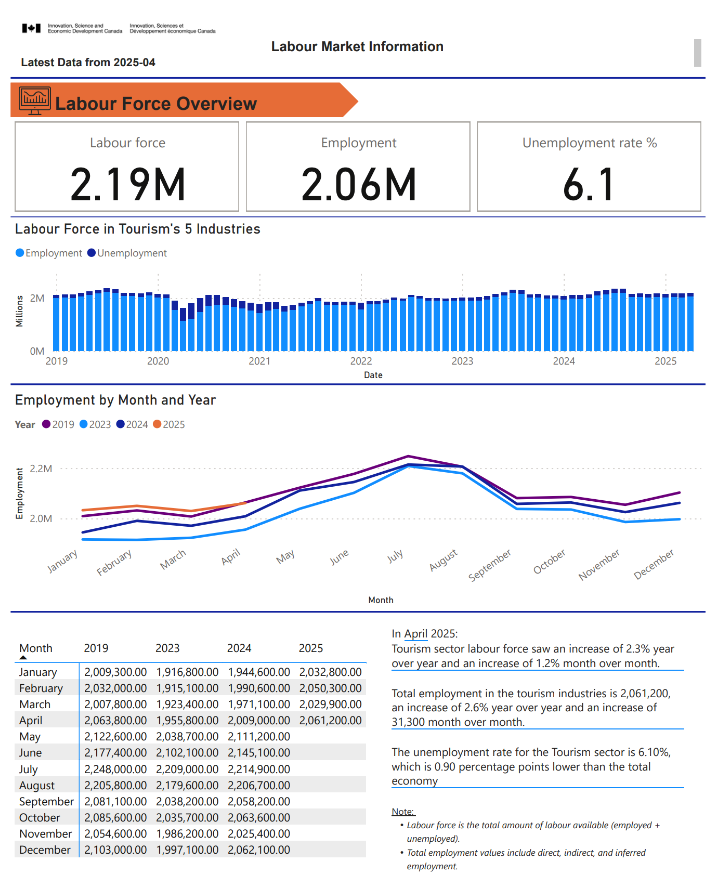 Innovation, Science and Innovation, Sciences et
Economic Development Canada Développement économique Canada
Labour Market Information
Latest Data from 2025-04
Labour Force Overview
Labour force Employment Unemployment rate %
2.19M 2.06M 6.1
Labour Force in Tourism's 5 Industries
Employment Unemployment
Millions
2M
0M
2019 2020 2021 2022 2023 2024 2025
Date
Employment by Month and Year
Year 2019 2023 2024 2025
Employment
2.2M
2.0M
January February March April May June July August September October November December
Month
Month 2019 2023 2024 2025
January 2,009,300.00 1,916,800.00 1,944,600.00 2,032,800.00
February 2,032,000.00 1,915,100.00 1,990,600.00 2,050,300.00
March 2,007,800.00 1,923,400.00 1,971,100.00 2,029,900.00
April 2,063,800.00 1,955,800.00 2,009,000.00 2,061,200.00
May 2,122,600.00 2,038,700.00 2,111,200.00
June 2,177,400.00 2,102,100.00 2,145,100.00
July 2,248,000.00 2,209,000.00 2,214,900.00
August 2,205,800.00 2,179,600.00 2,206,700.00
September 2,081,100.00 2,038,200.00 2,058,200.00
October 2,085,600.00 2,035,700.00 2,063,600.00
November 2,054,600.00 1,986,200.00 2,025,400.00
December 2,103,000.00 1,997,100.00 2,062,100.00
In April 2025:
Tourism sector labour force saw an increase of 2.3% year
over year and an increase of 1.2% month over month.
Total employment in the tourism industries is 2,061,200,
an increase of 2.6% year over year and an increase of
31,300 month over month.
The unemployment rate for the Tourism sector is 6.10%,
which is 0.90 percentage points lower than the total
economy
Note:
• Labour force is the total amount of labour available (employed +
unemployed).
• Total employment values include direct, indirect, and inferred
employment.